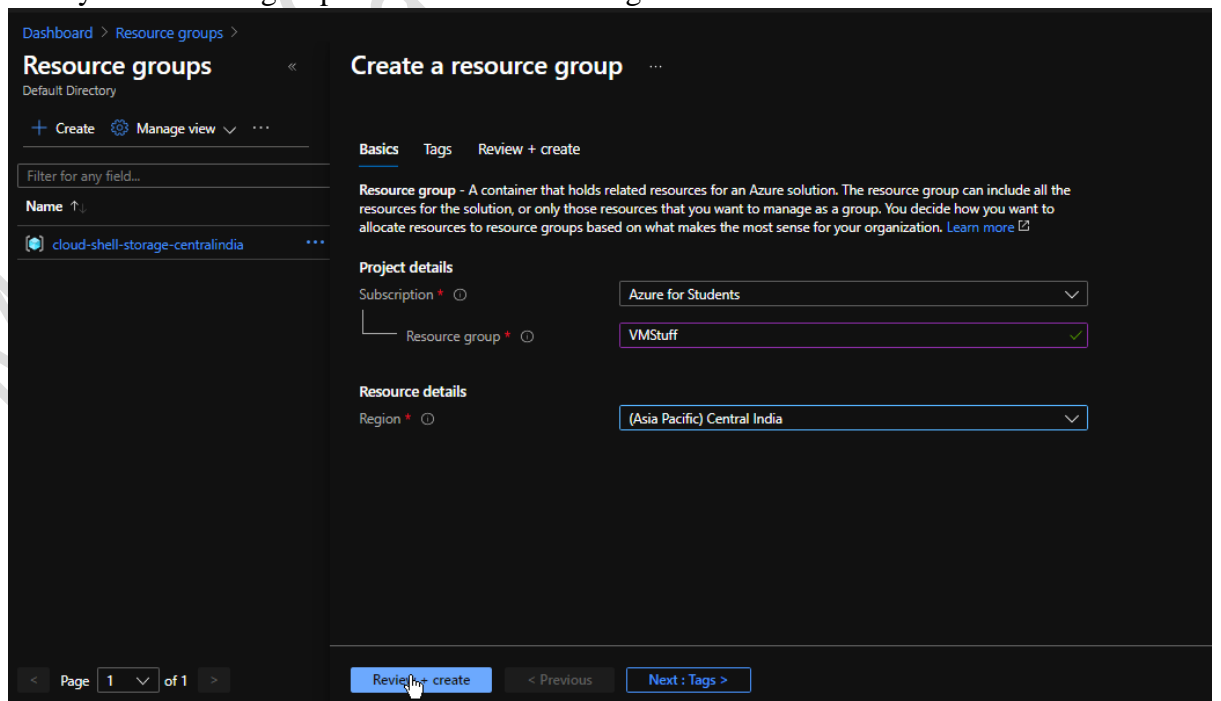 Dashboard > Resource groups >
Resource groups «
Default Directory
+ Create Manage view ···
Filter for any field...
Name ↑↓
cloud-shell-storage-centralindia ···
< Page 1 of 1 >
Create a resource group ···
Basics Tags Review + create
Resource group - A container that holds related resources for an Azure solution. The resource group can include all the
resources for the solution, or only those resources that you want to manage as a group. You decide how you want to
allocate resources to resource groups based on what makes the most sense for your organization. Learn more
Project details
Subscription * Azure for Students
Resource group * VMStuff
Resource details
Region * (Asia Pacific) Central India
Review + create < Previous Next : Tags >